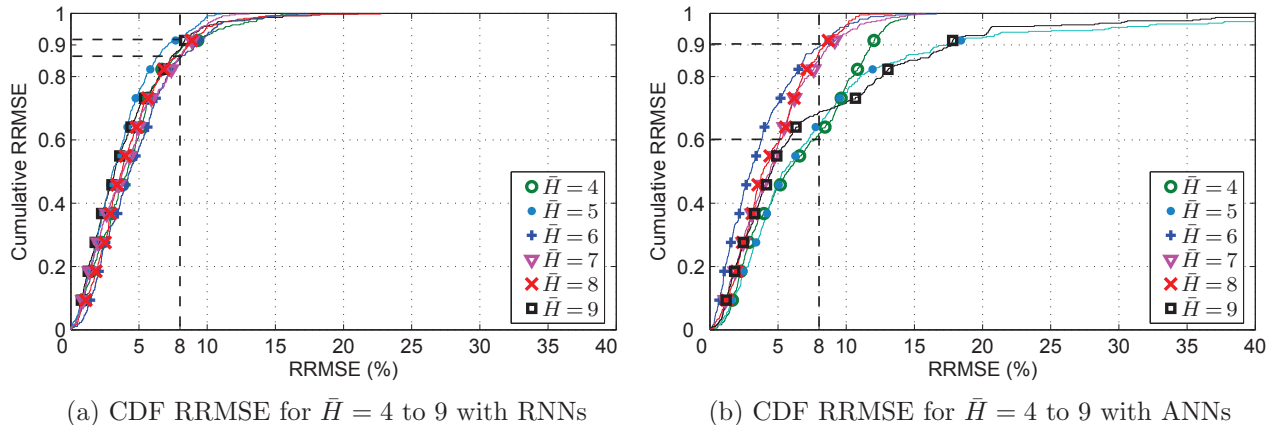 1
0.9
0.8
0.6
0.4
0.2
0
Cumulative RRMSE
0 5 8 10 15 20 25 30 35 40
RRMSE (%)
H̄ = 4
H̄ = 5
H̄ = 6
H̄ = 7
H̄ = 8
H̄ = 9
(a) CDF RRMSE for H̄ = 4 to 9 with RNNs
1
0.9
0.8
0.6
0.4
0.2
0
Cumulative RRMSE
0 5 8 10 15 20 25 30 35 40
RRMSE (%)
H̄ = 4
H̄ = 5
H̄ = 6
H̄ = 7
H̄ = 8
H̄ = 9
(b) CDF RRMSE for H̄ = 4 to 9 with ANNs